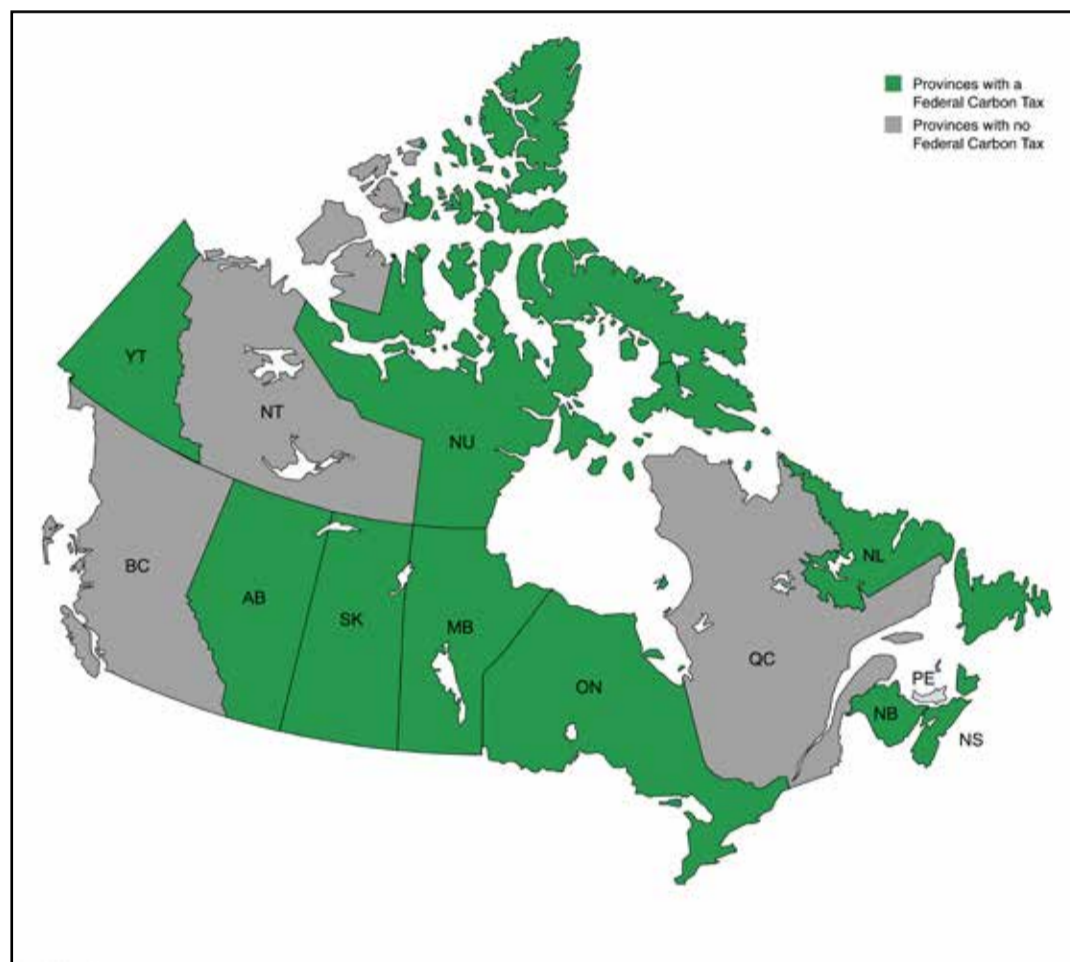 Provinces with a
Federal Carbon Tax
Provinces with no
Federal Carbon Tax
YT
NT
NU
BC
AB
SK
MB
ON
QC
NL
PE
NB
NS